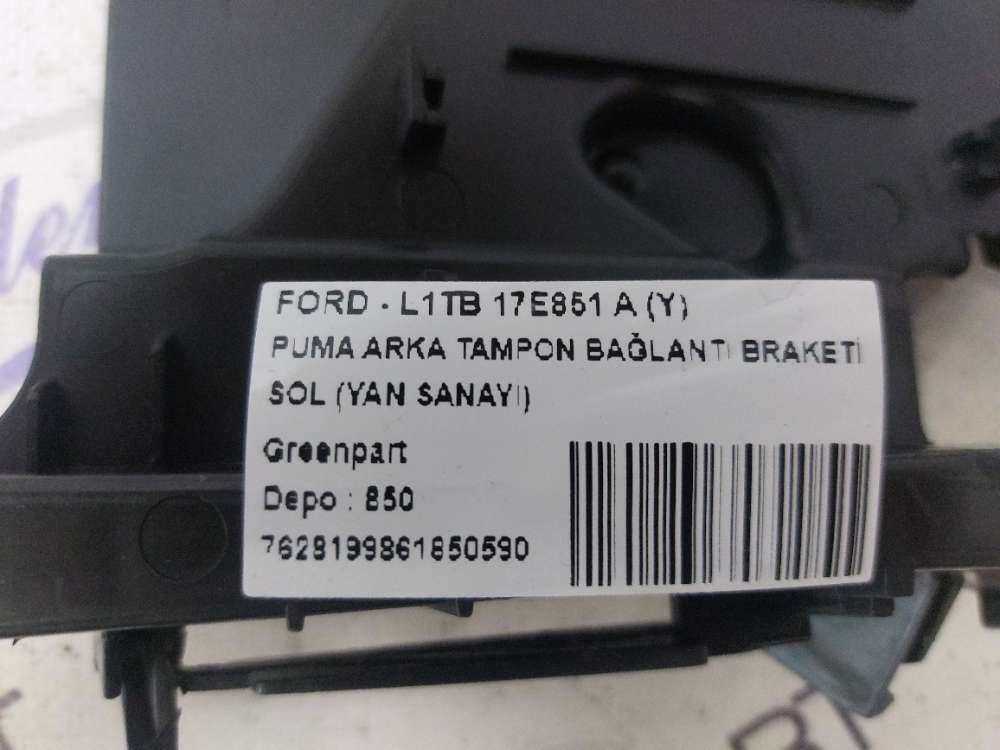 FORD - L1TB 17E851 A (Y)
PUMA ARKA TAMPON BAĞLANTI BRAKETİ
SOL (YAN SANAYİ)
Greenpart
Depo : 850
7628199861850590